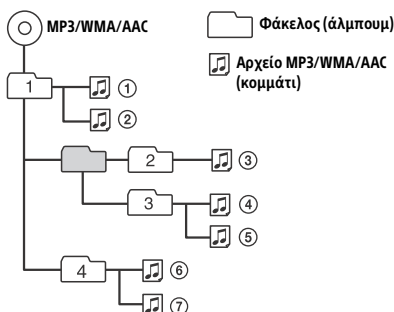 MP3/WMA/AAC
Φάκελος (άλμπουμ)
Αρχείο MP3/WMA/AAC
(κομμάτι)
1
①
②
2
③
3
④
⑤
4
⑥
⑦